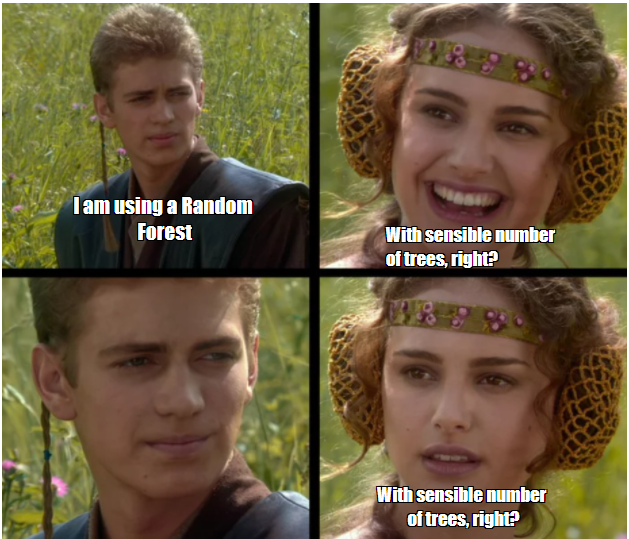 I am using a Random
Forest
With sensible number
of trees, right?
With sensible number
of trees, right?